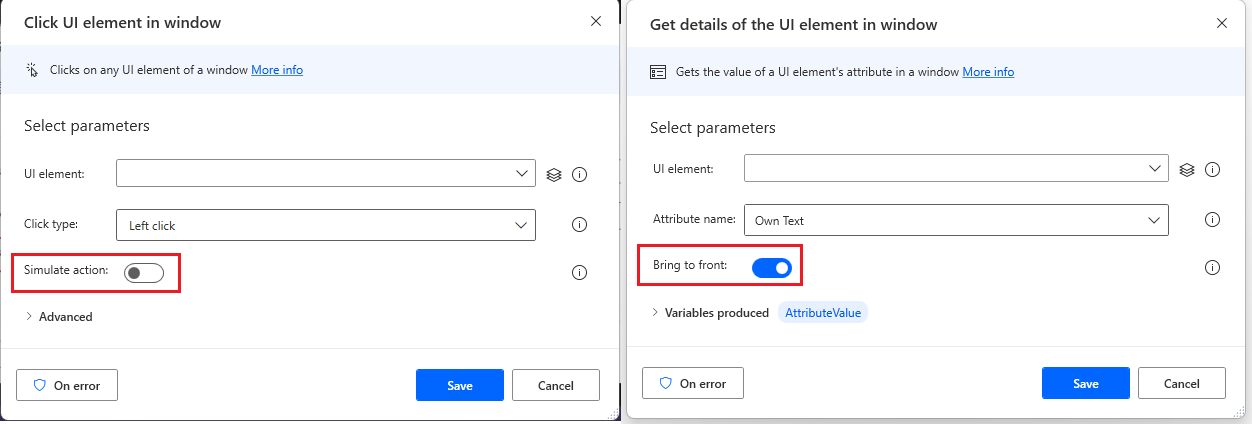 Click UI element in window
Clicks on any UI element of a window More info
Select parameters
UI element:
Click type: Left click
Simulate action:
Advanced
On error Save Cancel
Get details of the UI element in window
Gets the value of a UI element's attribute in a window More info
Select parameters
UI element:
Attribute name: Own Text
Bring to front:
Variables produced AttributeValue
On error Save Cancel